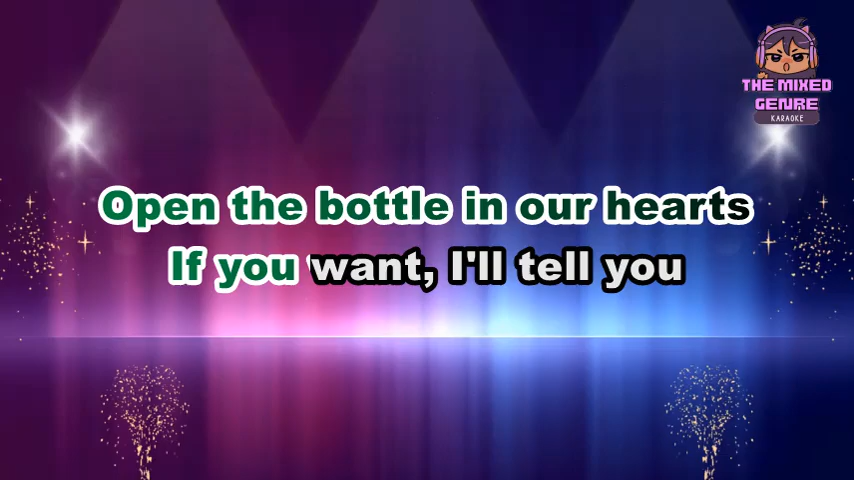 THE MIXED
GENRE
KARAOKE
Open the bottle in our hearts
If you want, I'll tell you